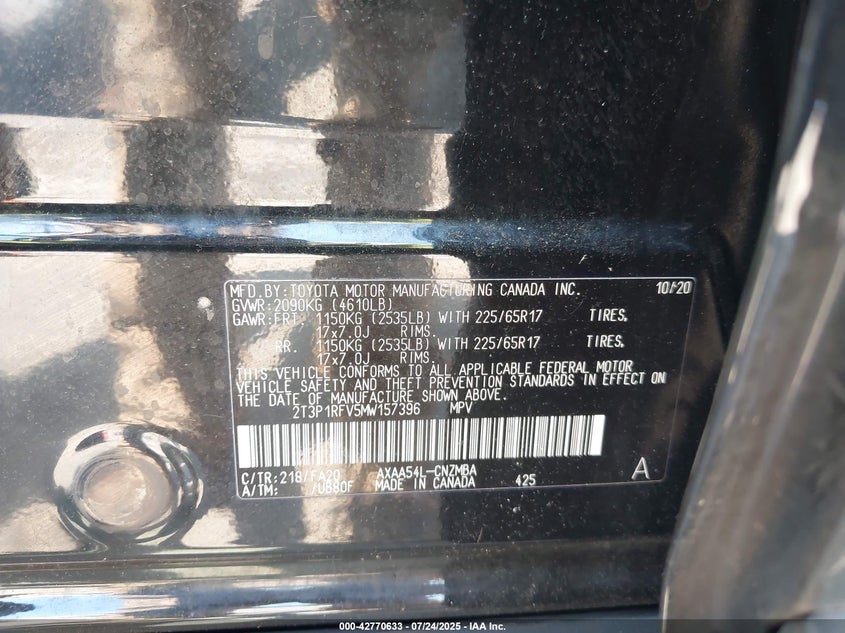 MFD. BY: TOYOTA MOTOR MANUFACTURING CANADA INC. 10/20
GVWR: 2090KG (4610LB)
GAWR: FRT 1150KG (2535LB) WITH 225/65R17 TIRES,
17x7.0J RIMS.
RR. 1150KG (2535LB) WITH 225/65R17 TIRES,
17x7.0J RIMS.
THIS VEHICLE CONFORMS TO ALL APPLICABLE FEDERAL MOTOR
VEHICLE SAFETY AND THEFT PREVENTION STANDARDS IN EFFECT ON
THE DATE OF MANUFACTURE SHOWN ABOVE.
2T3P1RFV5MW157396 MPV
C/TR: 218/FA20 AXAA54L-CNZMBA
A/TM: /UB80F MADE IN CANADA 425 A
000-42770633 - 07/24/2025 - IAA Inc.